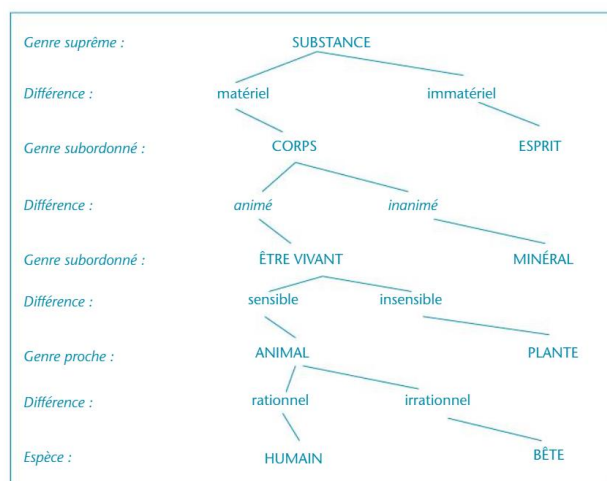 Genre suprême : SUBSTANCE
Différence : matériel immatériel
Genre subordonné : CORPS ESPRIT
Différence : animé inanimé
Genre subordonné : ÊTRE VIVANT MINÉRAL
Différence : sensible insensible
Genre proche : ANIMAL PLANTE
Différence : rationnel irrationnel
Espèce : HUMAIN BÊTE